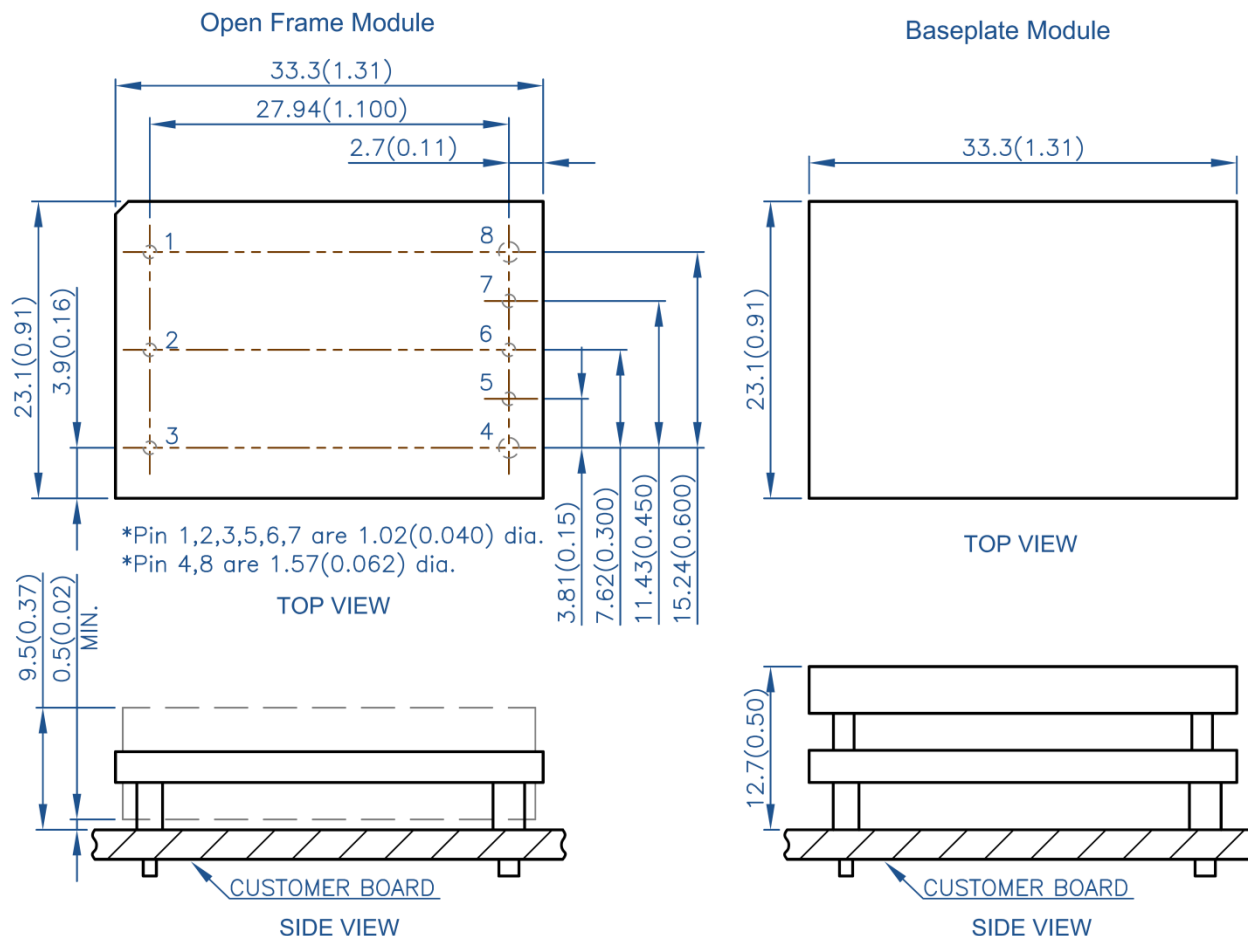 Open Frame Module
Baseplate Module
33.3(1.31)
27.94(1.100)
2.7(0.11)
33.3(1.31)
23.1(0.91)
3.9(0.16)
1
2
3
8
7
6
5
4
3.81(0.15)
7.62(0.300)
11.43(0.450)
15.24(0.600)
23.1(0.91)
*Pin 1,2,3,5,6,7 are 1.02(0.040) dia.
*Pin 4,8 are 1.57(0.062) dia.
TOP VIEW
TOP VIEW
9.5(0.37)
0.5(0.02)
MIN.
12.7(0.50)
CUSTOMER BOARD
SIDE VIEW
CUSTOMER BOARD
SIDE VIEW